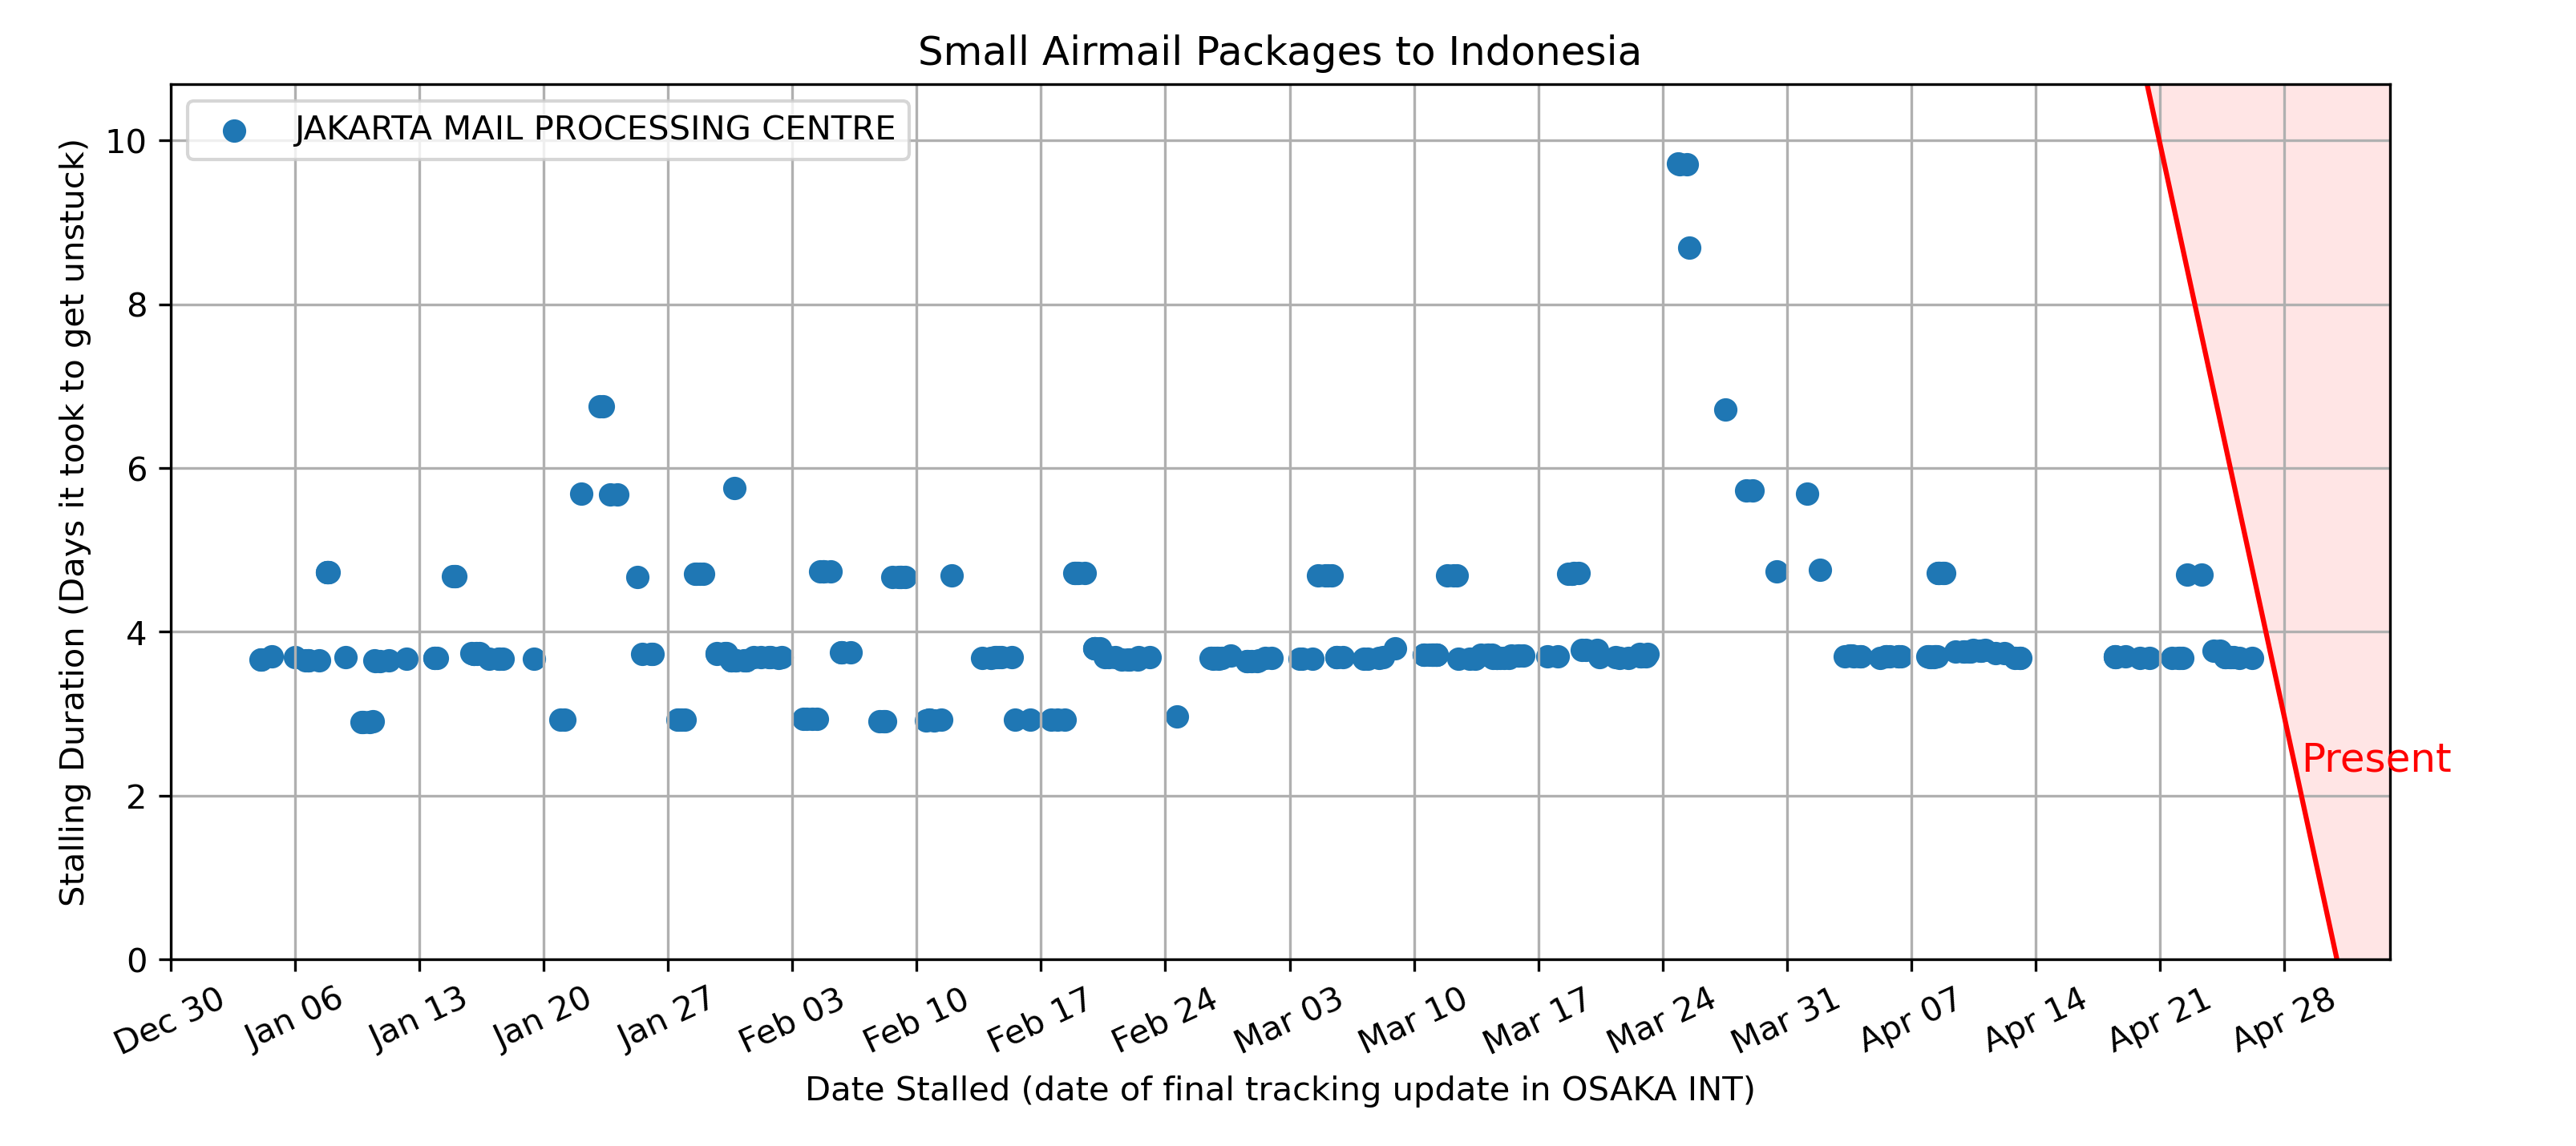 Small Airmail Packages to Indonesia
JAKARTA MAIL PROCESSING CENTRE
Stalling Duration (Days it took to get unstuck)
10
8
6
4
2
0
Present
Dec 30
Jan 06
Jan 13
Jan 20
Jan 27
Feb 03
Feb 10
Feb 17
Feb 24
Mar 03
Mar 10
Mar 17
Mar 24
Mar 31
Apr 07
Apr 14
Apr 21
Apr 28
Date Stalled (date of final tracking update in OSAKA INT)